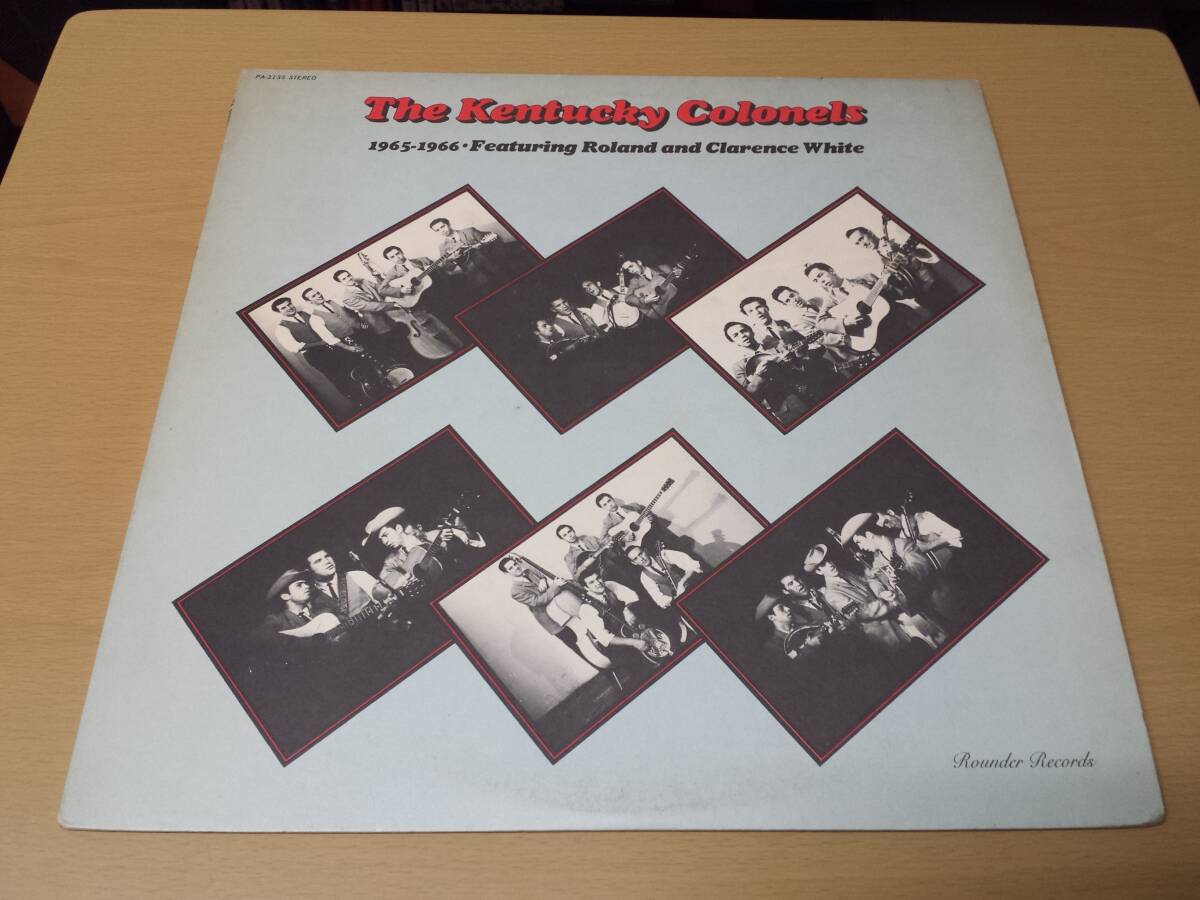 PA-2135 STEREO
The Kentucky Colonels
1965-1966 • Featuring Roland and Clarence White
Rounder Records